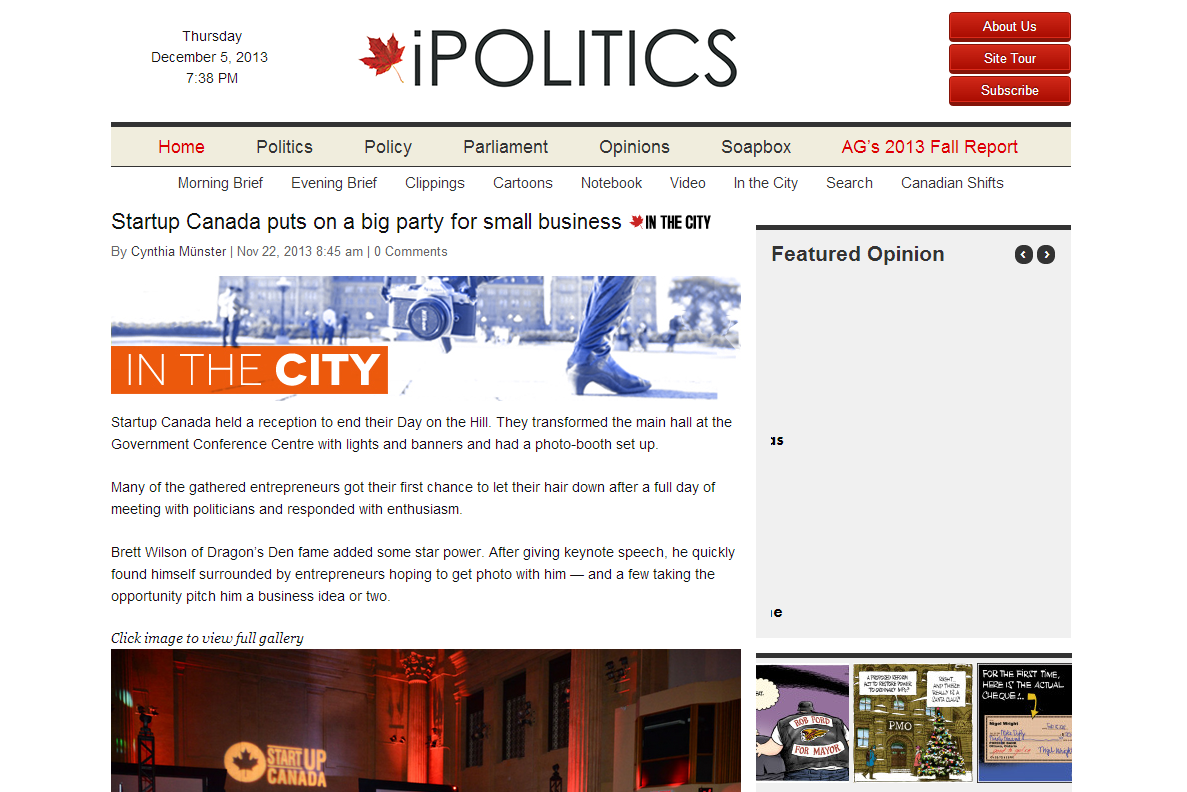 Thursday
December 5, 2013
7:38 PM
iPOLITICS
About Us
Site Tour
Subscribe
Home Politics Policy Parliament Opinions Soapbox AG's 2013 Fall Report
Morning Brief Evening Brief Clippings Cartoons Notebook Video In the City Search Canadian Shifts
Startup Canada puts on a big party for small business IN THE CITY
By Cynthia Münster | Nov 22, 2013 8:45 am | 0 Comments
IN THE CITY
Startup Canada held a reception to end their Day on the Hill. They transformed the main hall at the
Government Conference Centre with lights and banners and had a photo-booth set up.
Many of the gathered entrepreneurs got their first chance to let their hair down after a full day of
meeting with politicians and responded with enthusiasm.
Brett Wilson of Dragon's Den fame added some star power. After giving keynote speech, he quickly
found himself surrounded by entrepreneurs hoping to get photo with him — and a few taking the
opportunity pitch him a business idea or two.
Click image to view full gallery
STARTUP
CANADA
Featured Opinion
as
e
ROB FORD
FOR MAYOR
A PROPOSED REFORM
ACT TO RESTORE POWER
TO ORDINARY MPs?
RIGHT...
AND THERE
REALLY IS A
SANTA CLAUS!
PMO
FOR THE FIRST TIME,
HERE IS THE ACTUAL
CHEQUE!..
Nigel Wright